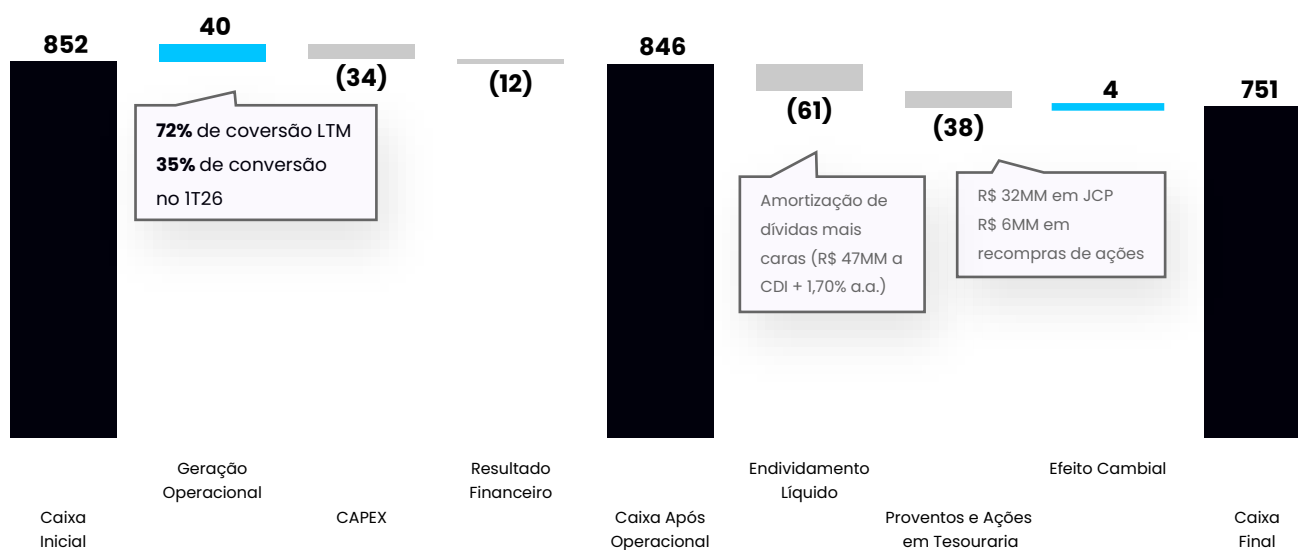 852
40
(34)
(12)
846
(61)
(38)
4
751
72% de coversão LTM
35% de conversão
no 1T26
Amortização de
dívidas mais
caras (R$ 47MM a
CDI + 1,70% a.a.)
R$ 32MM em JCP
R$ 6MM em
recompras de ações
Caixa
Inicial
Geração
Operacional
CAPEX
Resultado
Financeiro
Caixa Após
Operacional
Endividamento
Líquido
Proventos e Ações
em Tesouraria
Efeito Cambial
Caixa
Final